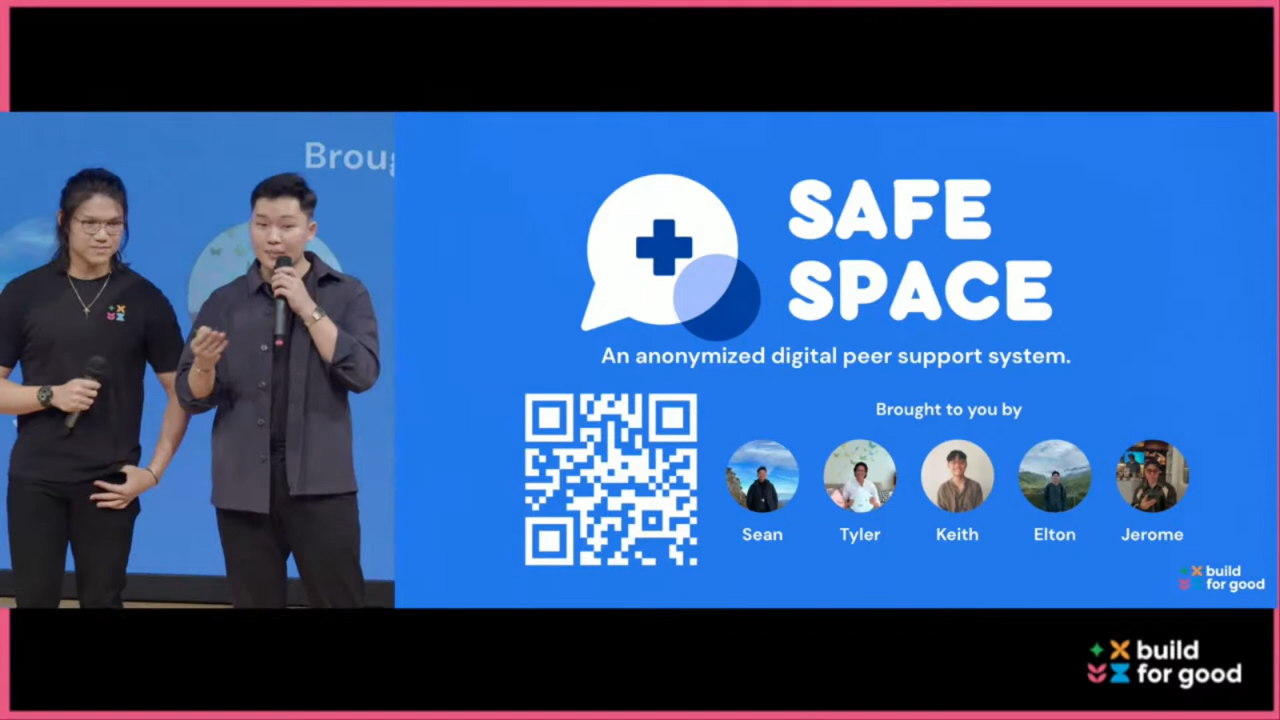 Broug
SAFE
SPACE
An anonymized digital peer support system.
Brought to you by
Sean
Tyler
Keith
Elton
Jerome
build
for good
build
for good